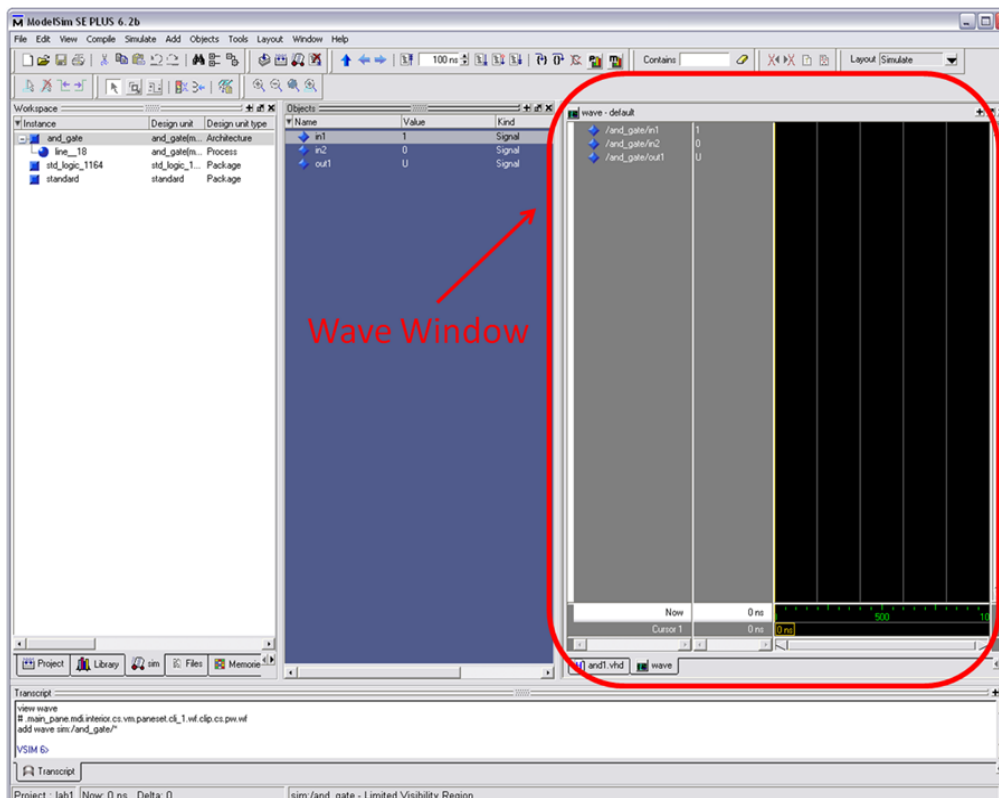 ModelSim SE PLUS 6.2b
File Edit View Compile Simulate Add Objects Tools Layout Window Help
100 ns Contains Layout Simulate
Workspace
Instance Design unit Design unit type
and_gate and_gate(m... Architecture
line__18 and_gate(m... Process
std_logic_1164 std_logic_1... Package
standard standard Package
Project Library sim Files Memorie
Objects
Name Value Kind
in1 1 Signal
in2 0 Signal
out1 U Signal
Wave Window
wave - default
/and_gate/in1 1
/and_gate/in2 0
/and_gate/out1 U
Now 0 ns 500 10
Cursor 1 0 ns 0 ns
and1.vhd wave
Transcript
view wave
# .main_pane.mdi.interior.cs.vm.paneset.cli_1.wf.clip.cs.pw.wf
add wave sim:/and_gate/*
VSIM 6>
Transcript
Project : lab1 Now: 0 ns Delta: 0 sim:/and_gate - Limited Visibility Region